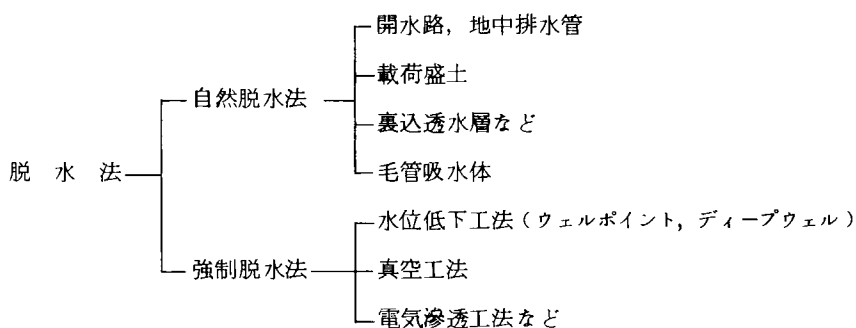 開水路，地中排水管
載荷盛土
自然脱水法
裏込透水層など
毛管吸水体
脱水法
水位低下工法（ウェルポイント，ディープウェル）
強制脱水法
真空工法
電気滲透工法など